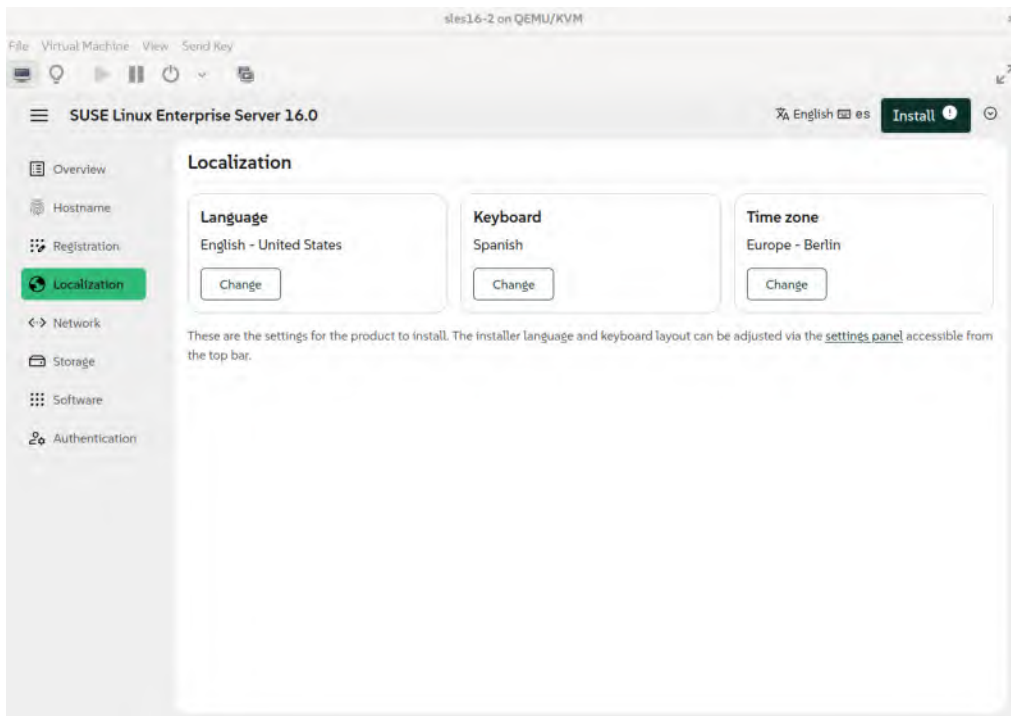 sles16-2 on QEMU/KVM
File Virtual Machine View Send Key
SUSE Linux Enterprise Server 16.0
English es Install
Overview
Hostname
Registration
Localization
Network
Storage
Software
Authentication
Localization
Language
English - United States
Change
Keyboard
Spanish
Change
Time zone
Europe - Berlin
Change
These are the settings for the product to install. The installer language and keyboard layout can be adjusted via the settings panel accessible from
the top bar.